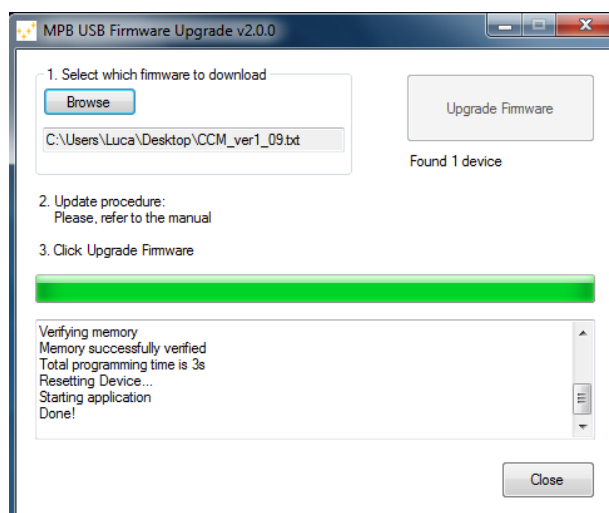 MPB USB Firmware Upgrade v2.0.0
1. Select which firmware to download
Browse
C:\Users\Luca\Desktop\CCM_ver1_09.txt
Upgrade Firmware
Found 1 device
2. Update procedure:
Please, refer to the manual
3. Click Upgrade Firmware
Verifying memory
Memory successfully verified
Total programming time is 3s
Resetting Device...
Starting application
Done!
Close